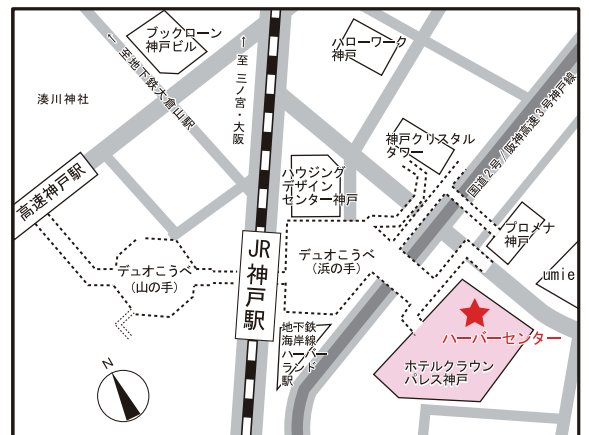 ブックローン
神戸ビル
← 至 三ノ宮・大阪
ハローワーク
神戸
← 至地下鉄大倉山駅
湊川神社
国道2号/阪神高速3号神戸線
神戸クリスタル
タワー
高速神戸駅
ハウジング
デザイン
センター神戸
プロメナ
神戸
JR神戸駅
デュオこうべ
(浜の手)
デュオこうべ
(山の手)
umie
地下鉄
海岸線
ハーバー
ランド
駅
ハーバーセンター
ホテルクラウン
パレス神戸
N